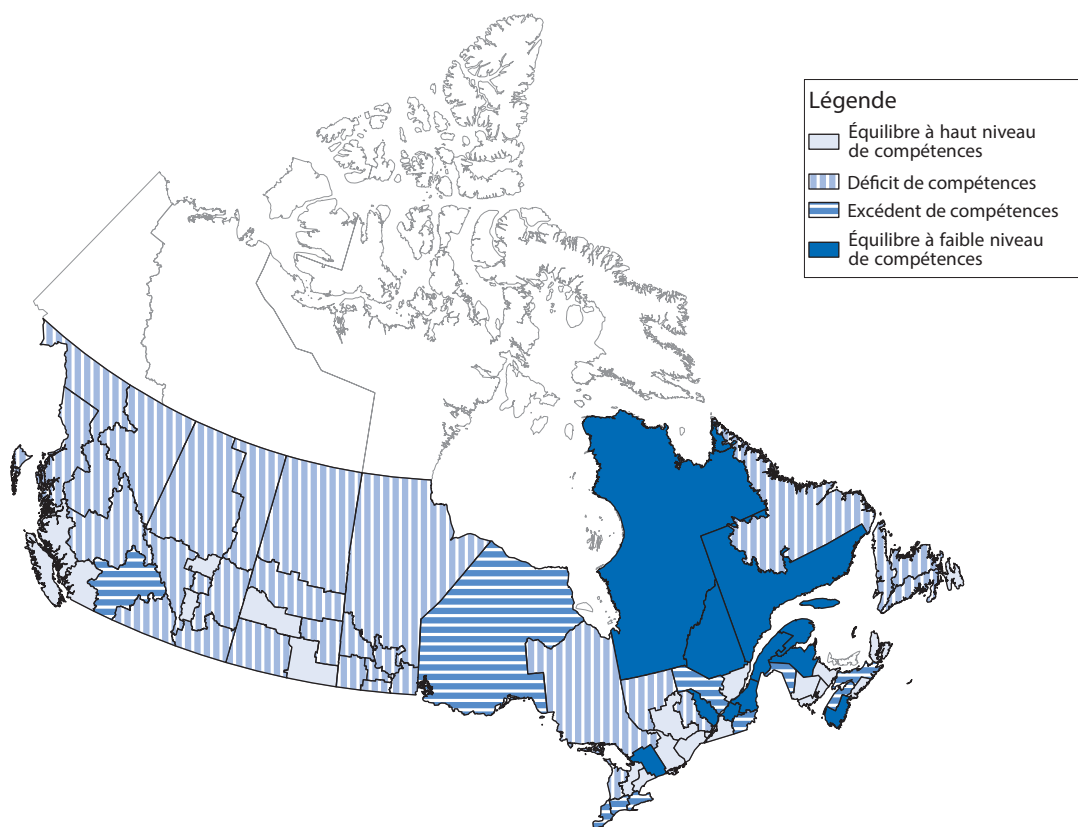 Légende
Équilibre à haut niveau
de compétences
Déficit de compétences
Excédent de compétences
Équilibre à faible niveau
de compétences